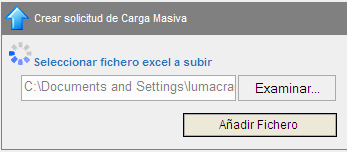 Crear solicitud de Carga Masiva
Seleccionar fichero excel a subir
C:\Documents and Settings\lumacra
Examinar...
Añadir Fichero